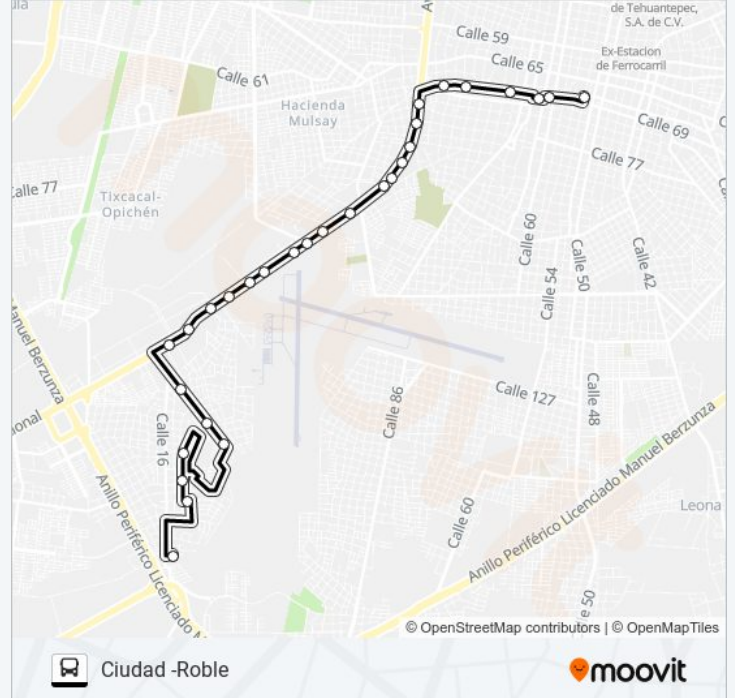 de Tehuantepec,
S.A. de C.V.
Calle 59
Ex-Estacion
de Ferrocarril
Calle 65
Calle 61
Hacienda
Mulsay
Calle 69
Calle 77
alle 77
Tixcacal-
Opichén
Calle 60
Calle 54
Calle 50
Calle 42
Manuel Berzunza
onal
Calle 16
Calle 86
Calle 127
Calle 48
Anillo Periférico Licenciado Manuel Berzunza
Anillo Periférico Licenciado M
Leona
Calle 60
e 50
© OpenStreetMap contributors | © OpenMapTiles
Ciudad -Roble
moovit